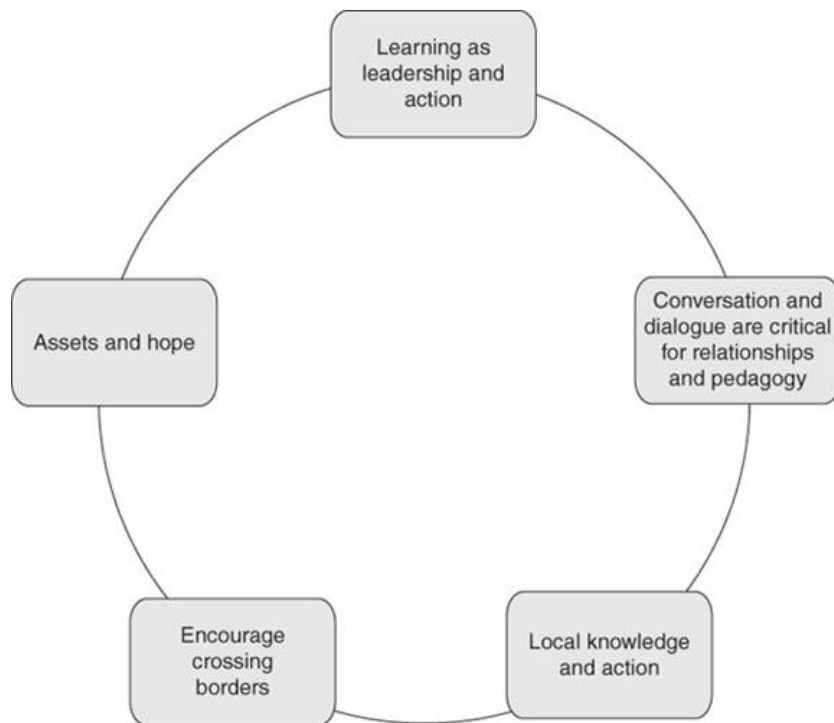 Learning as
leadership and
action
Conversation and
dialogue are critical
for relationships
and pedagogy
Local knowledge
and action
Encourage
crossing
borders
Assets and hope